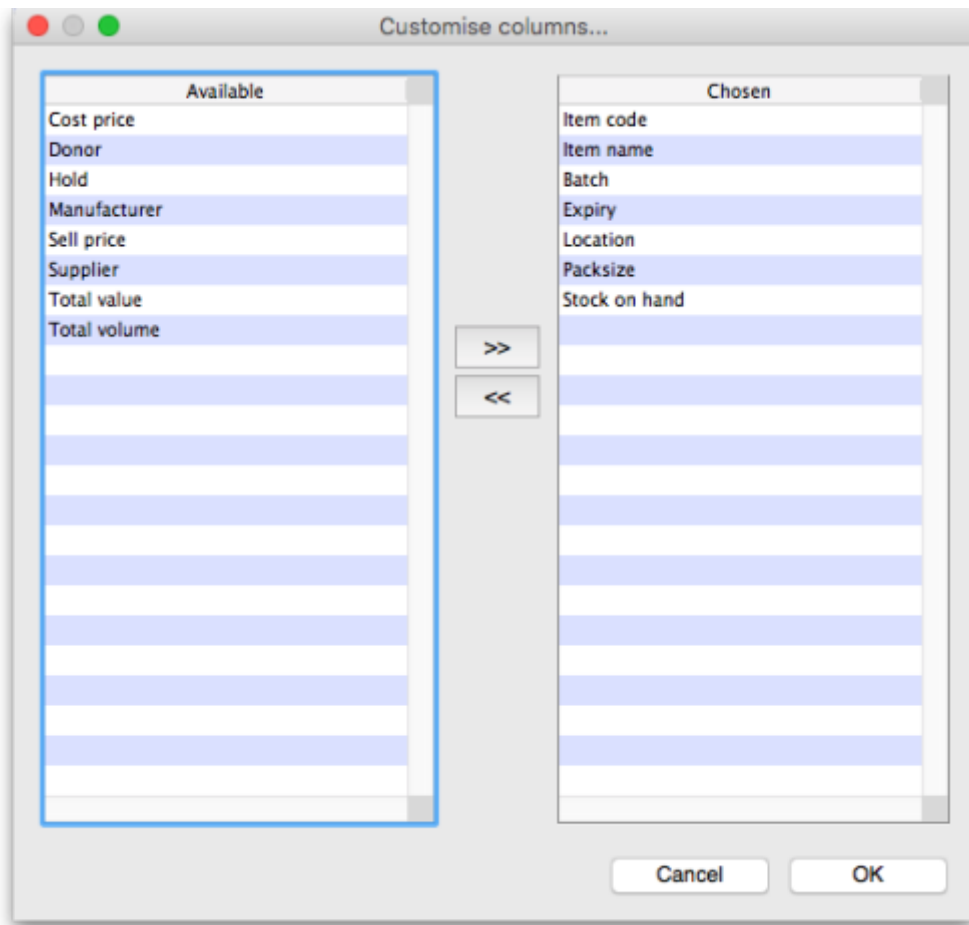 Customise columns...
Available
Cost price
Donor
Hold
Manufacturer
Sell price
Supplier
Total value
Total volume
>>
<<
Chosen
Item code
Item name
Batch
Expiry
Location
Packsize
Stock on hand
Cancel
OK